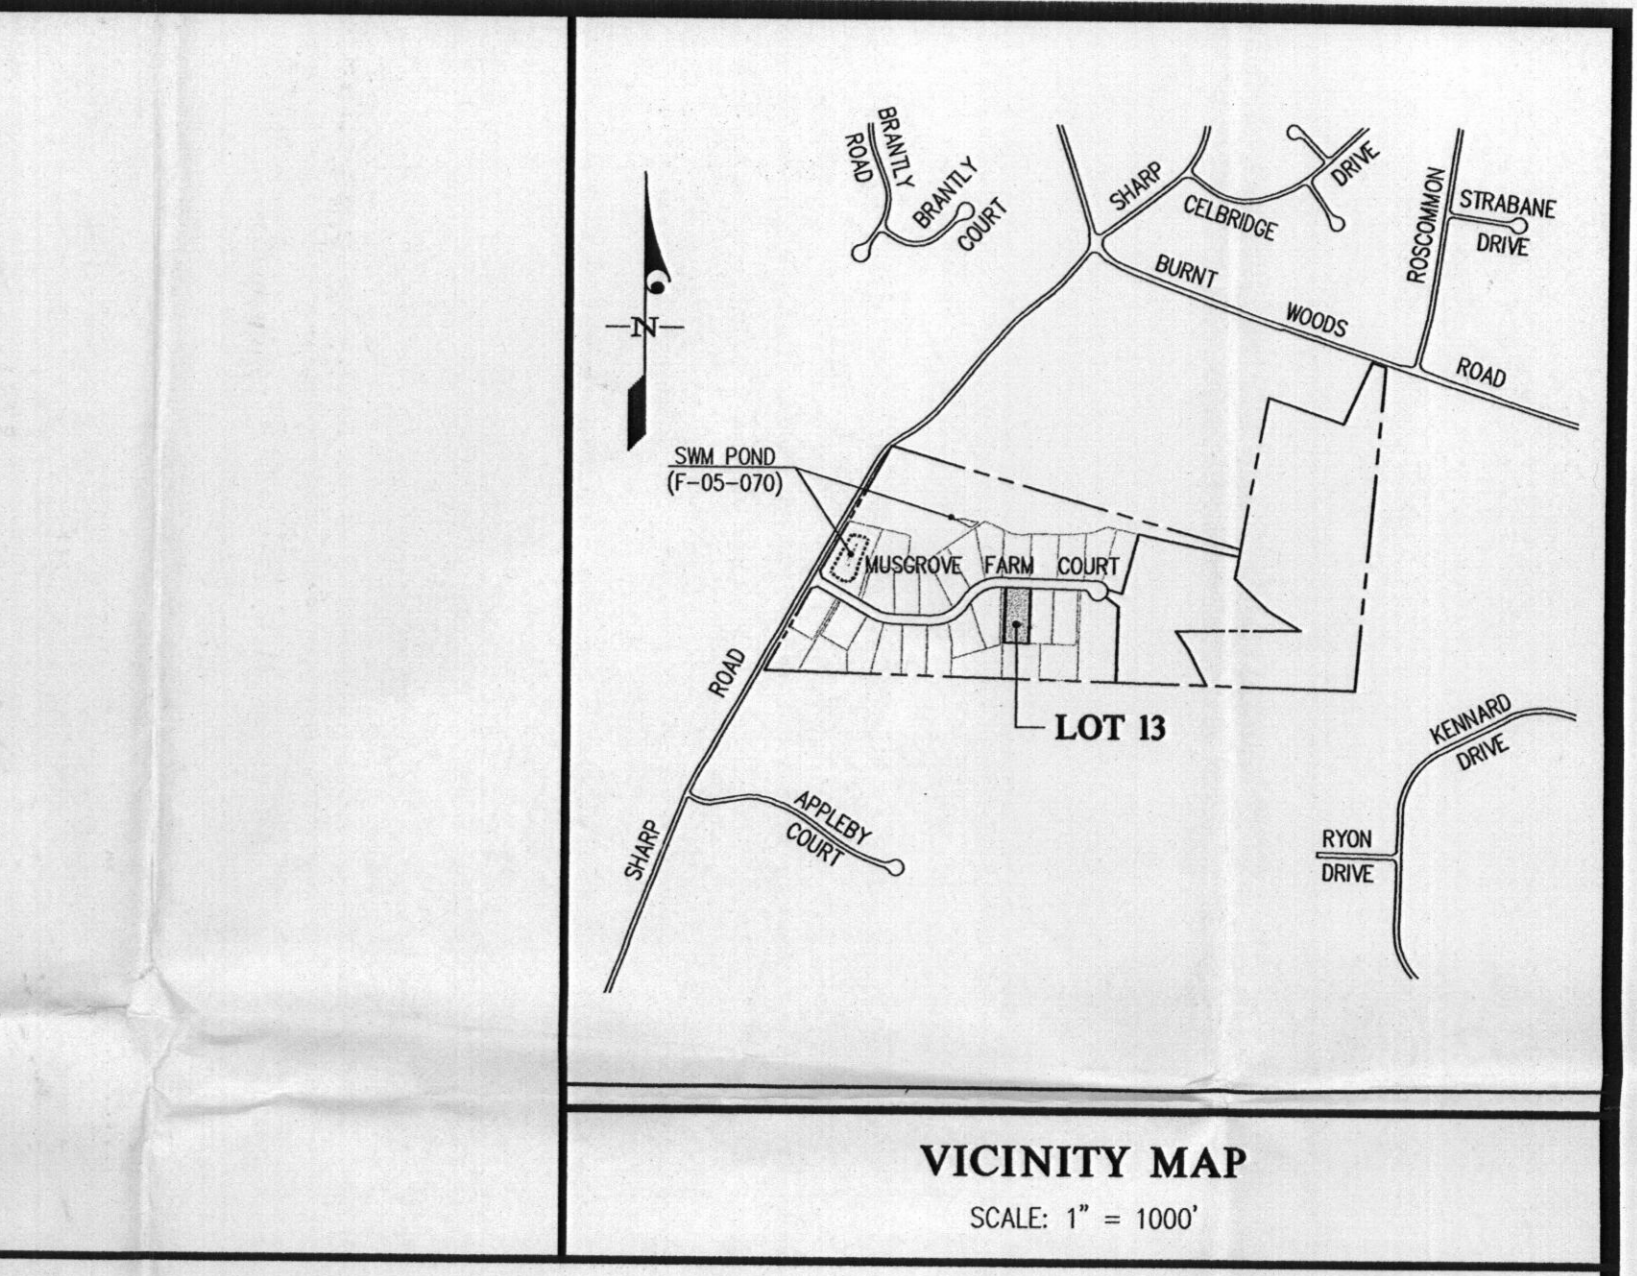 BRANTLY
ROAD
BRANTLY
COURT
SHARP
CELBRIDGE
DRIVE
ROSCOMMON
STRABANE
DRIVE
BURNT
WOODS
ROAD
N
SWM POND
(F-05-070)
MUSGROVE FARM COURT
ROAD
LOT 13
KENNARD
DRIVE
APPLEBY
COURT
SHARP
RYON
DRIVE
VICINITY MAP
SCALE: 1" = 1000'